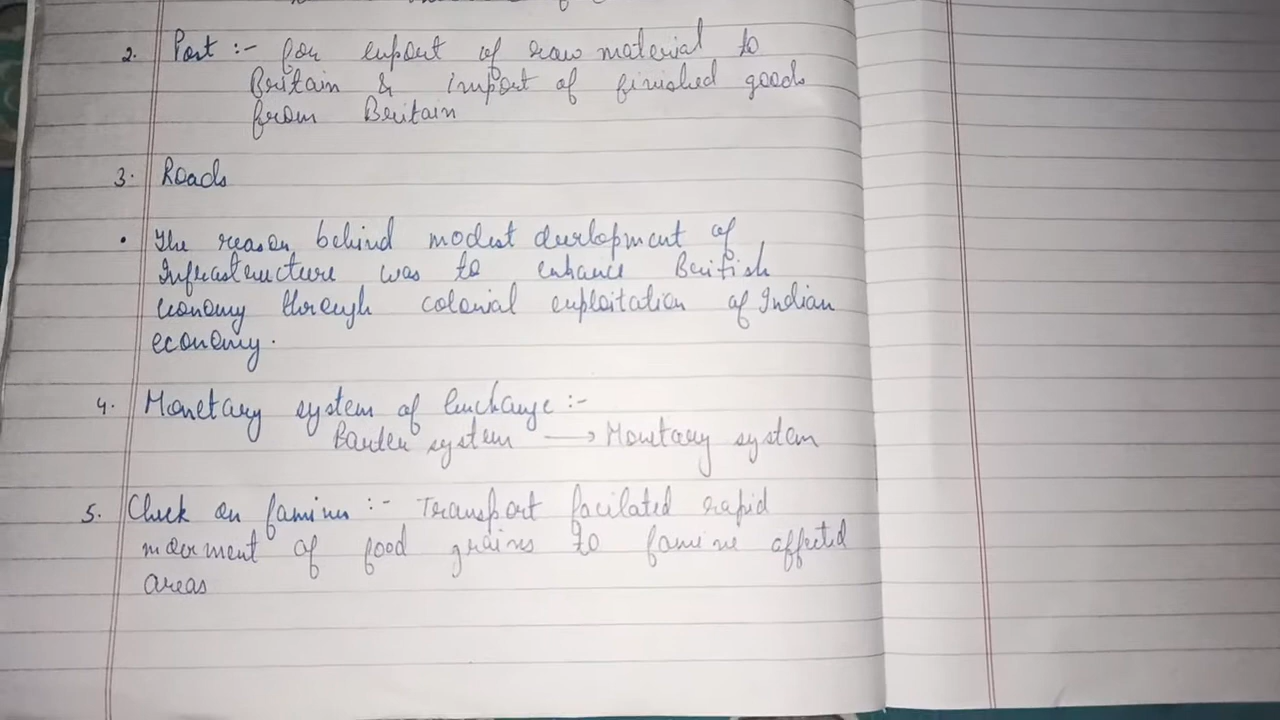 2. Port :- for export of raw material to
Britain & import of finished goods
from Britain
3. Roads
• The reason behind modest development of
Infrastructure was to enhance British
economy through colonial exploitation of Indian
economy.
4. Monetary system of Exchange :-
Barter system → Monetary system
5. Check on famines :- Transport facilated rapid
movement of food grains to famine affected
areas